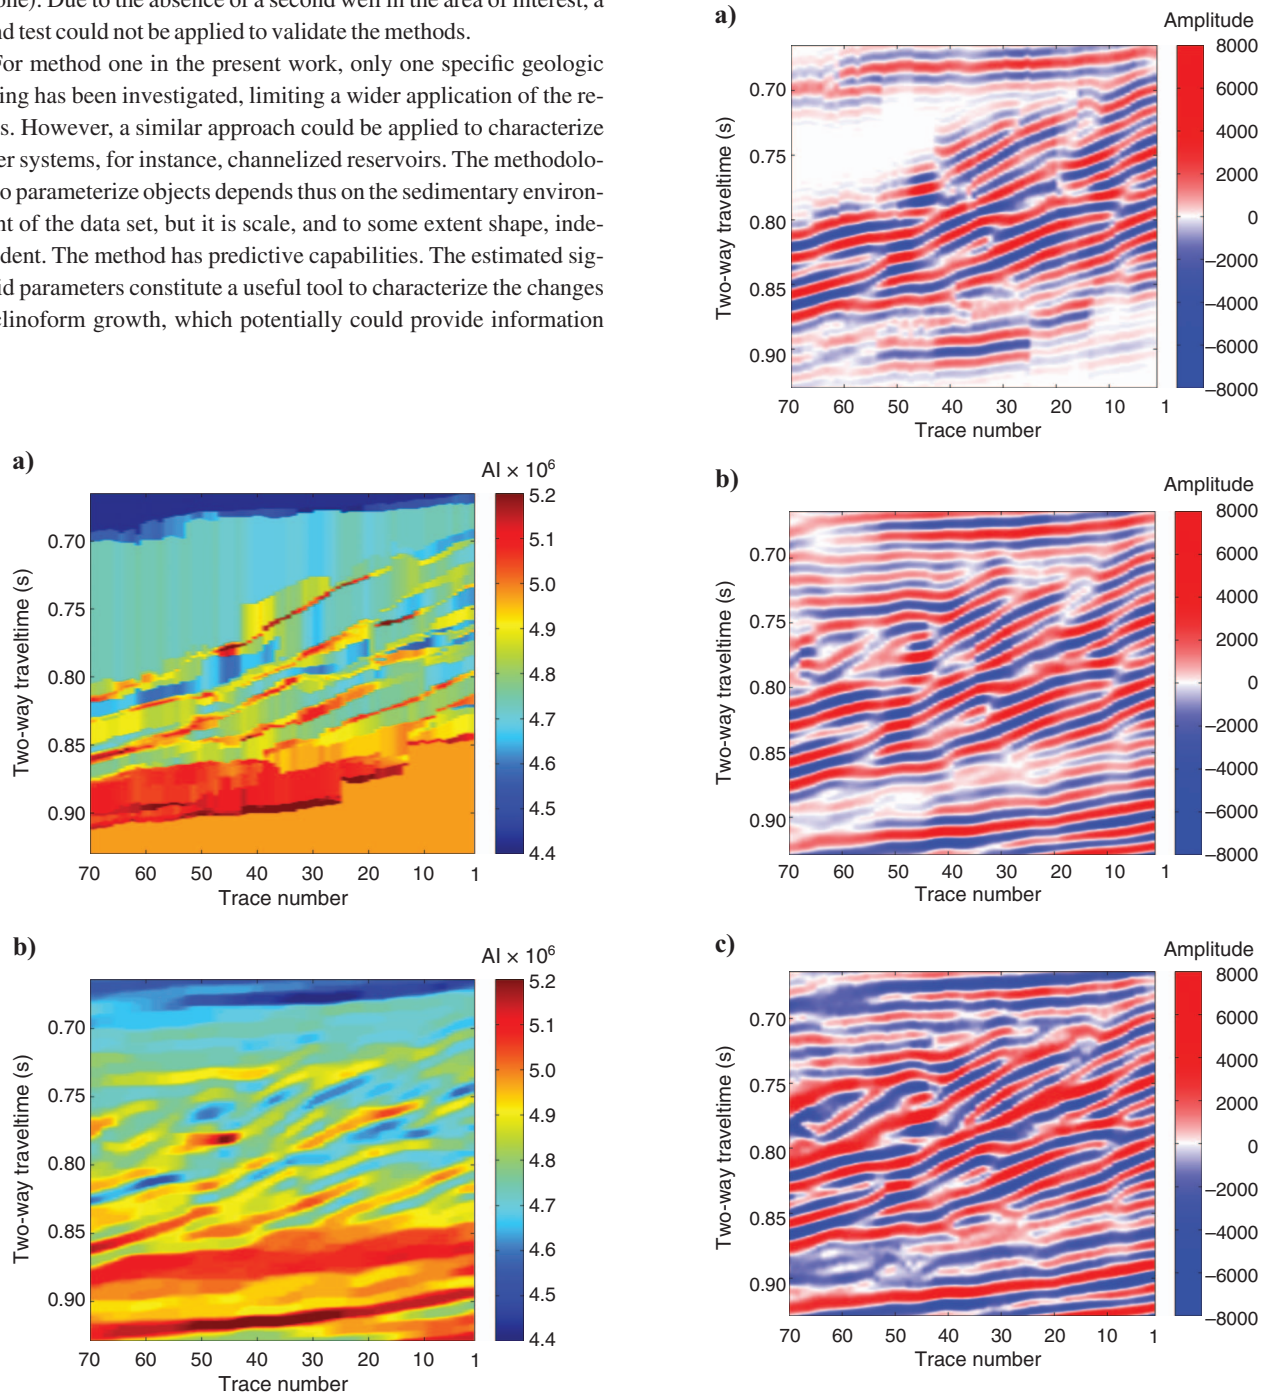 one). Due to the absence of a second well in the area of interest, a
nd test could not be applied to validate the methods.
For method one in the present work, only one specific geologic
ing has been investigated, limiting a wider application of the re-
s. However, a similar approach could be applied to characterize
er systems, for instance, channelized reservoirs. The methodolo-
o parameterize objects depends thus on the sedimentary environ-
nt of the data set, but it is scale, and to some extent shape, inde-
dent. The method has predictive capabilities. The estimated sig-
id parameters constitute a useful tool to characterize the changes
clinoform growth, which potentially could provide information
a)
AI × 10⁶
5.2
5.1
5.0
4.9
4.8
4.7
4.6
4.5
4.4
Two-way traveltime (s)
0.70
0.75
0.80
0.85
0.90
70 60 50 40 30 20 10 1
Trace number
b)
AI × 10⁶
5.2
5.1
5.0
4.9
4.8
4.7
4.6
4.5
4.4
Two-way traveltime (s)
0.70
0.75
0.80
0.85
0.90
70 60 50 40 30 20 10 1
Trace number
a)
Amplitude
8000
6000
4000
2000
0
−2000
−4000
−6000
−8000
Two-way traveltime (s)
0.70
0.75
0.80
0.85
0.90
70 60 50 40 30 20 10 1
Trace number
b)
Amplitude
8000
6000
4000
2000
0
−2000
−4000
−6000
−8000
Two-way traveltime (s)
0.70
0.75
0.80
0.85
0.90
70 60 50 40 30 20 10 1
Trace number
c)
Amplitude
8000
6000
4000
2000
0
−2000
−4000
−6000
−8000
Two-way traveltime (s)
0.70
0.75
0.80
0.85
0.90
70 60 50 40 30 20 10 1
Trace number